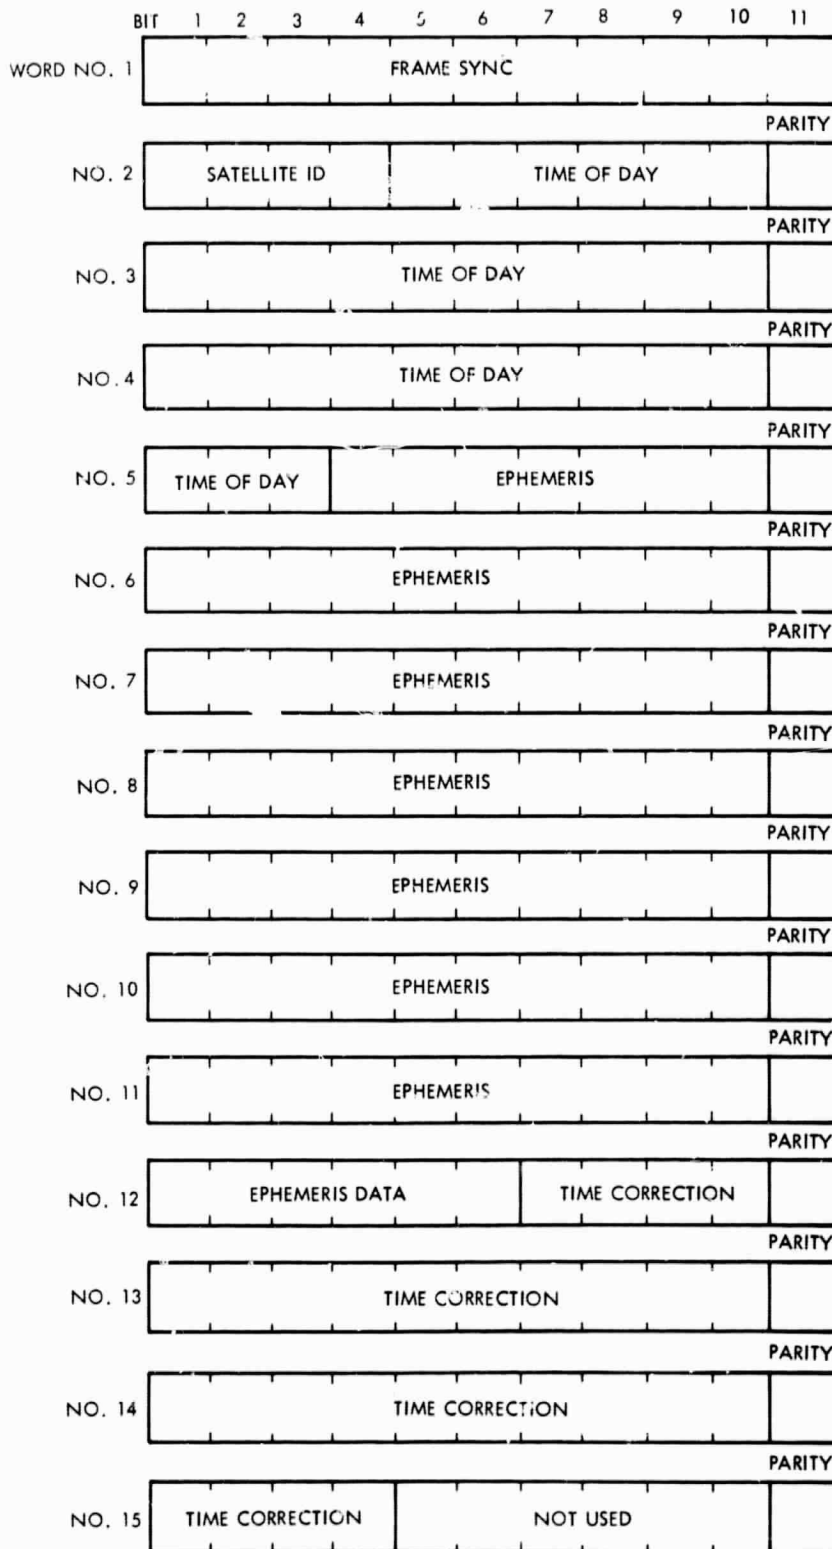 BIT 1 2 3 4 5 6 7 8 9 10 11
WORD NO. 1 FRAME SYNC
PARITY
NO. 2 SATELLITE ID TIME OF DAY
PARITY
NO. 3 TIME OF DAY
PARITY
NO. 4 TIME OF DAY
PARITY
NO. 5 TIME OF DAY EPHEMERIS
PARITY
NO. 6 EPHEMERIS
PARITY
NO. 7 EPHEMERIS
PARITY
NO. 8 EPHEMERIS
PARITY
NO. 9 EPHEMERIS
PARITY
NO. 10 EPHEMERIS
PARITY
NO. 11 EPHEMERIS
PARITY
NO. 12 EPHEMERIS DATA TIME CORRECTION
PARITY
NO. 13 TIME CORRECTION
PARITY
NO. 14 TIME CORRECTION
PARITY
NO. 15 TIME CORRECTION NOT USED